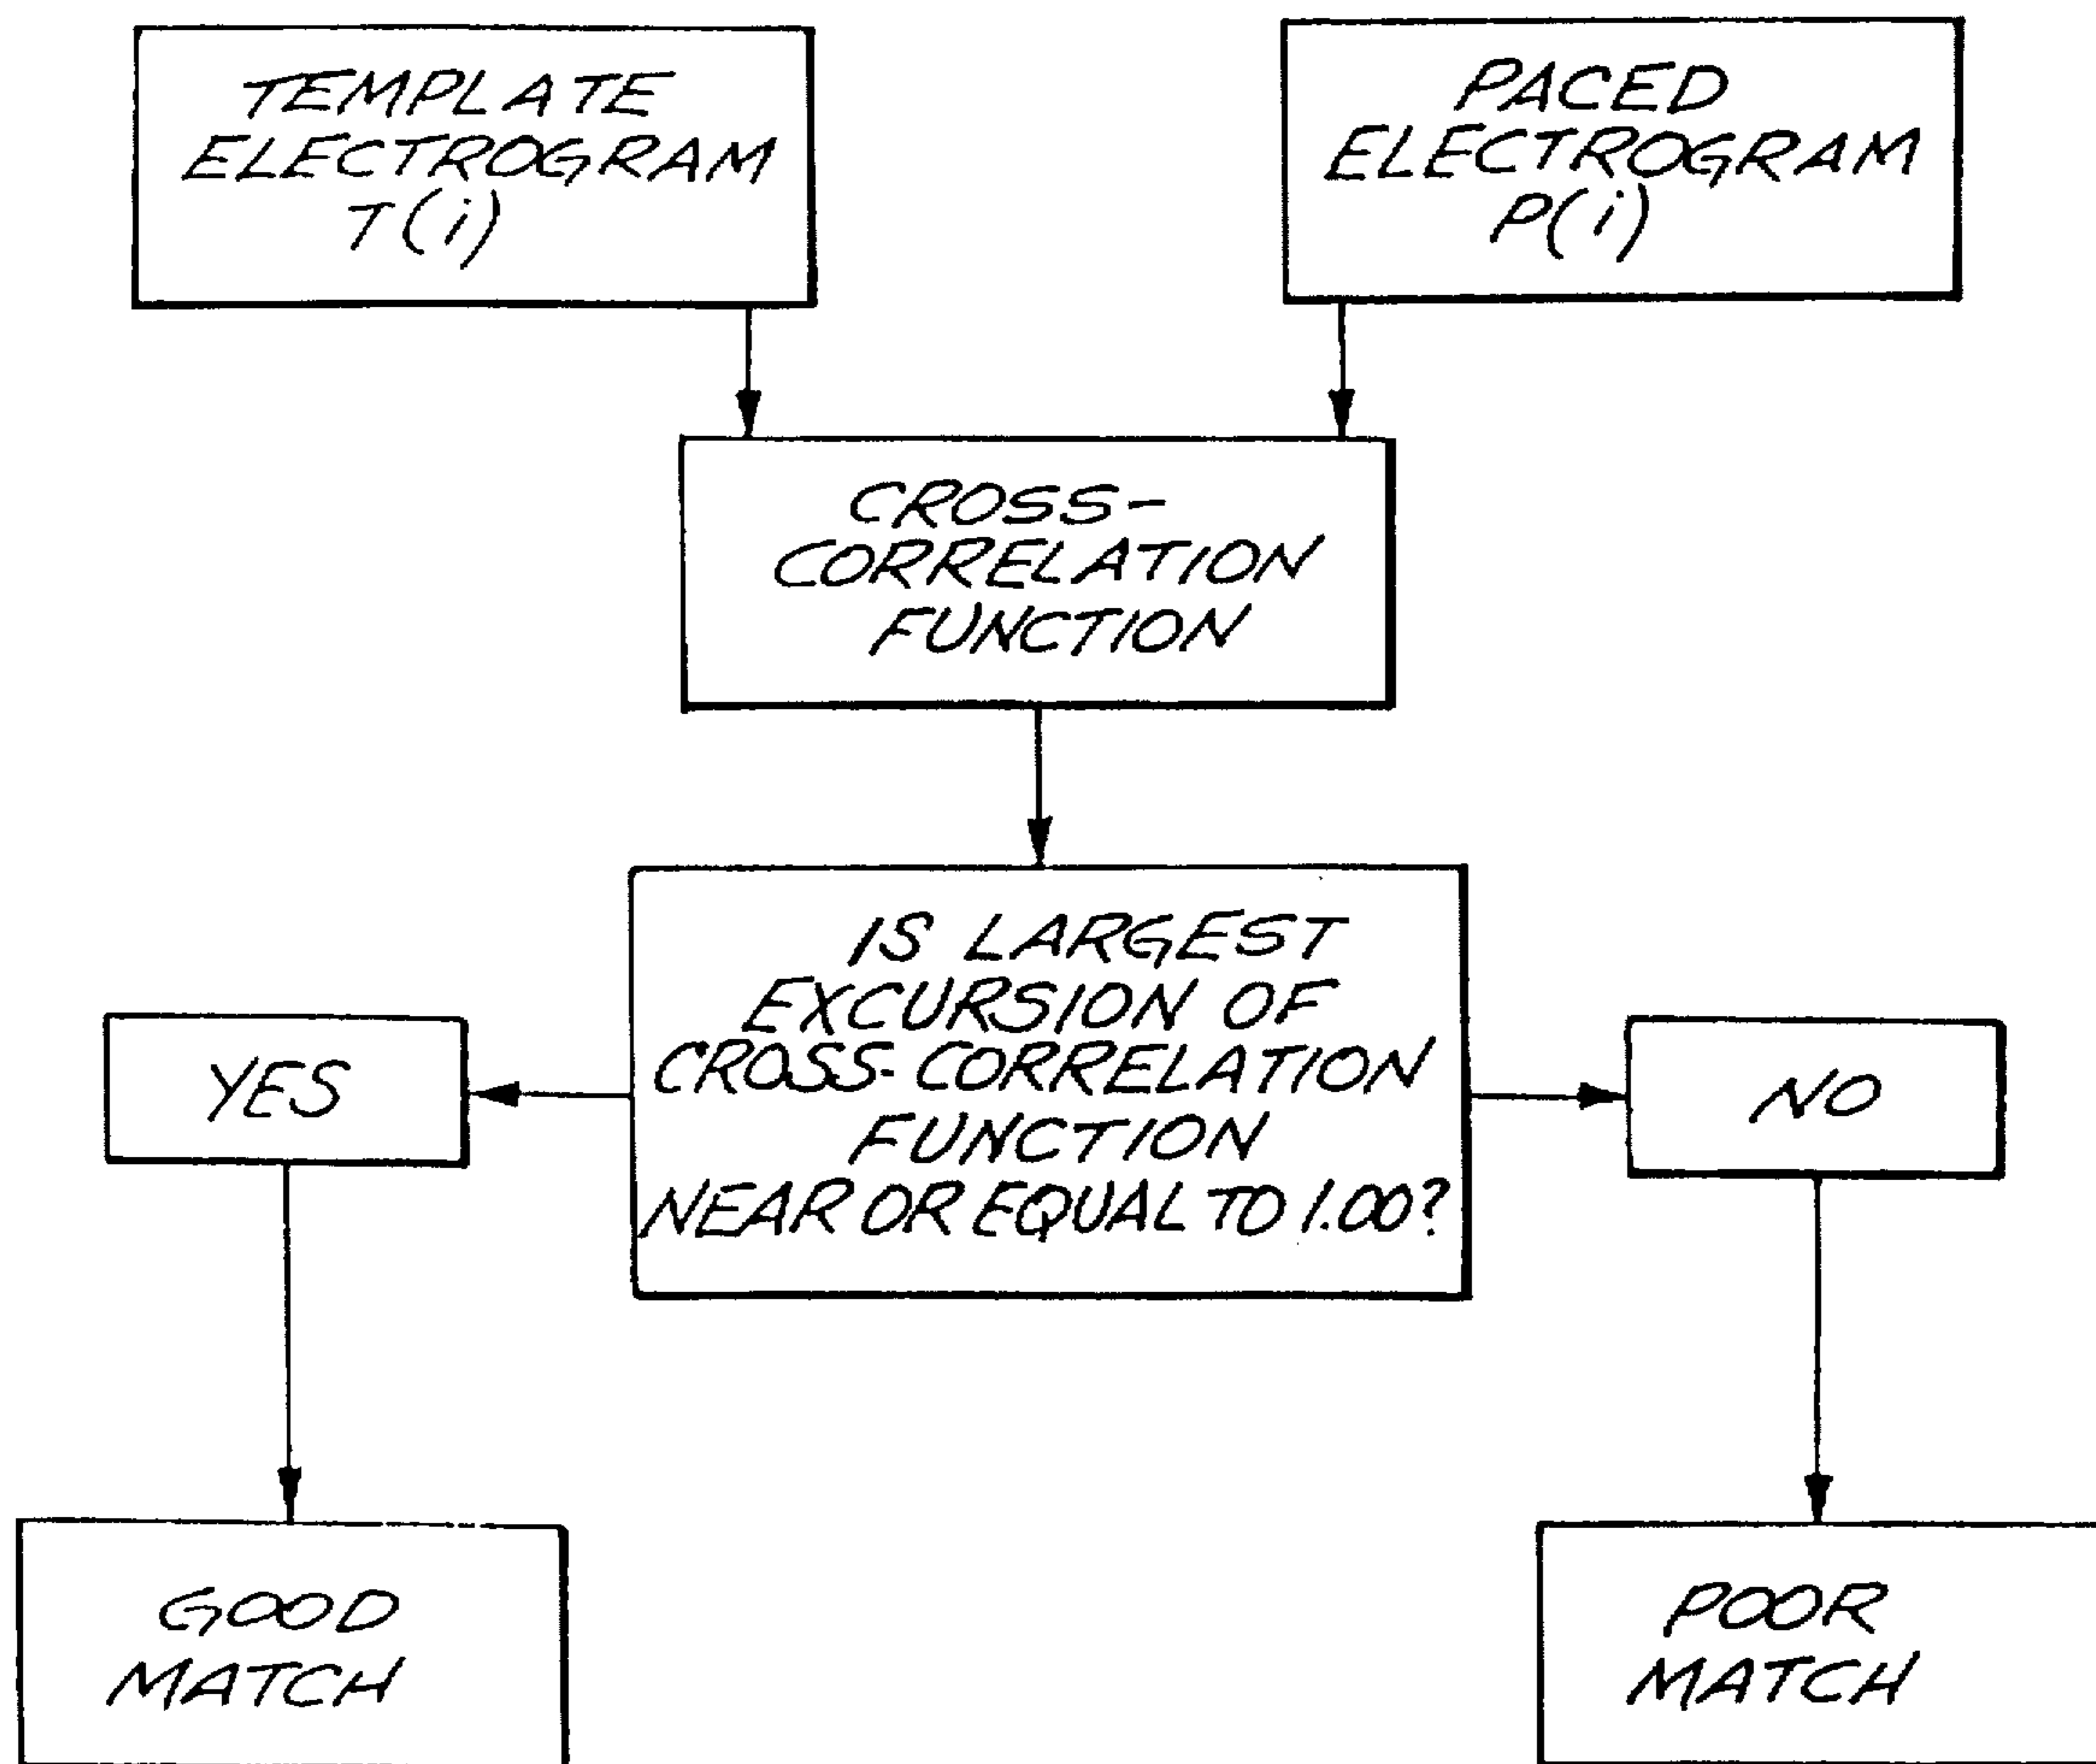 TEMPLATE
ELECTROGRAM
T(i)
PACED
ELECTROGRAM
P(i)
CROSS-
CORRELATION
FUNCTION
IS LARGEST
EXCURSION OF
CROSS-CORRELATION
FUNCTION
NEAR OR EQUAL TO 1.00?
YES
NO
GOOD
MATCH
POOR
MATCH